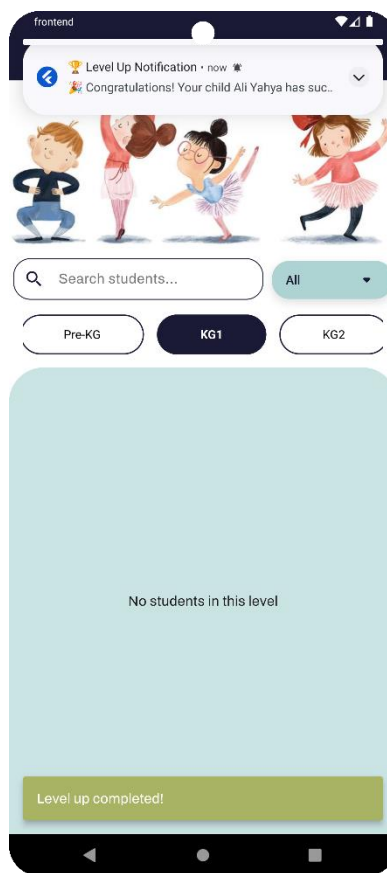 frontend
🏆 Level Up Notification • now
🎉 Congratulations! Your child Ali Yahya has suc..
Search students...
All
Pre-KG
KG1
KG2
No students in this level
Level up completed!